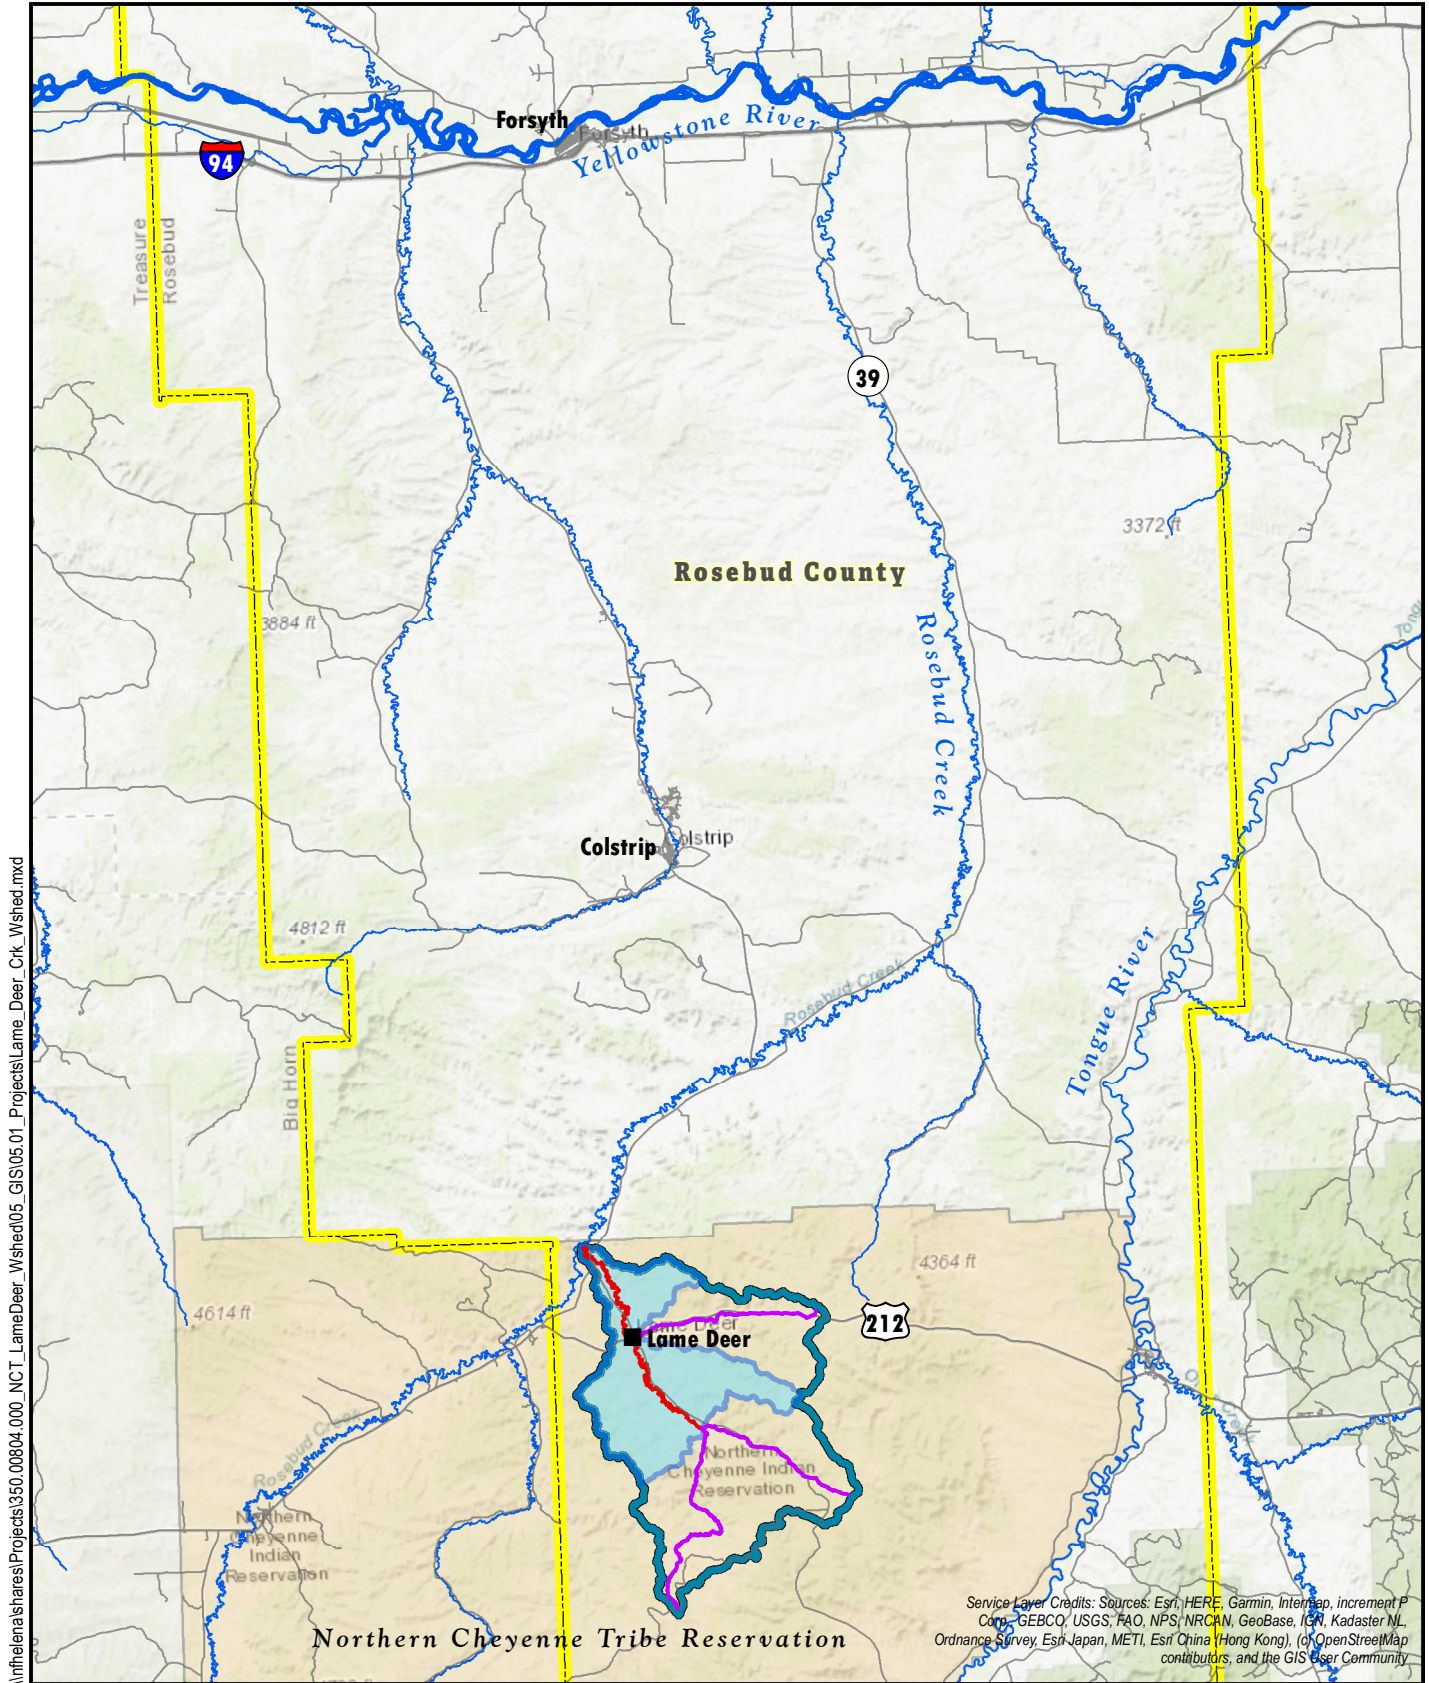 Forsyth
Forsyth
Yellowstone River
94
Treasure
Rosebud
39
3372 ft
Rosebud County
3884 ft
Rosebud Creek
Colstrip
Colstrip
4812 ft
Rosebud Creek
Tongue River
Big Horn
4364 ft
4614 ft
212
Lame Deer
Lame Deer
Rosebud Creek
Northern
Cheyenne Indian
Reservation
Northern
Cheyenne
Indian
Reservation
Northern Cheyenne Tribe Reservation
Service Layer Credits: Sources: Esri, HERE, Garmin, Intermap, increment P
Corp., GEBCO, USGS, FAO, NPS, NRCAN, GeoBase, IGN, Kadaster NL,
Ordnance Survey, Esri Japan, METI, Esri China (Hong Kong), (c) OpenStreetMap
contributors, and the GIS User Community
\nfhelena\shares\Projects\350.00804.000_NCT_LameDeer_Wshed\05_GIS\05.01_Projects\Lame_Deer_Crk_Wshed.mxd